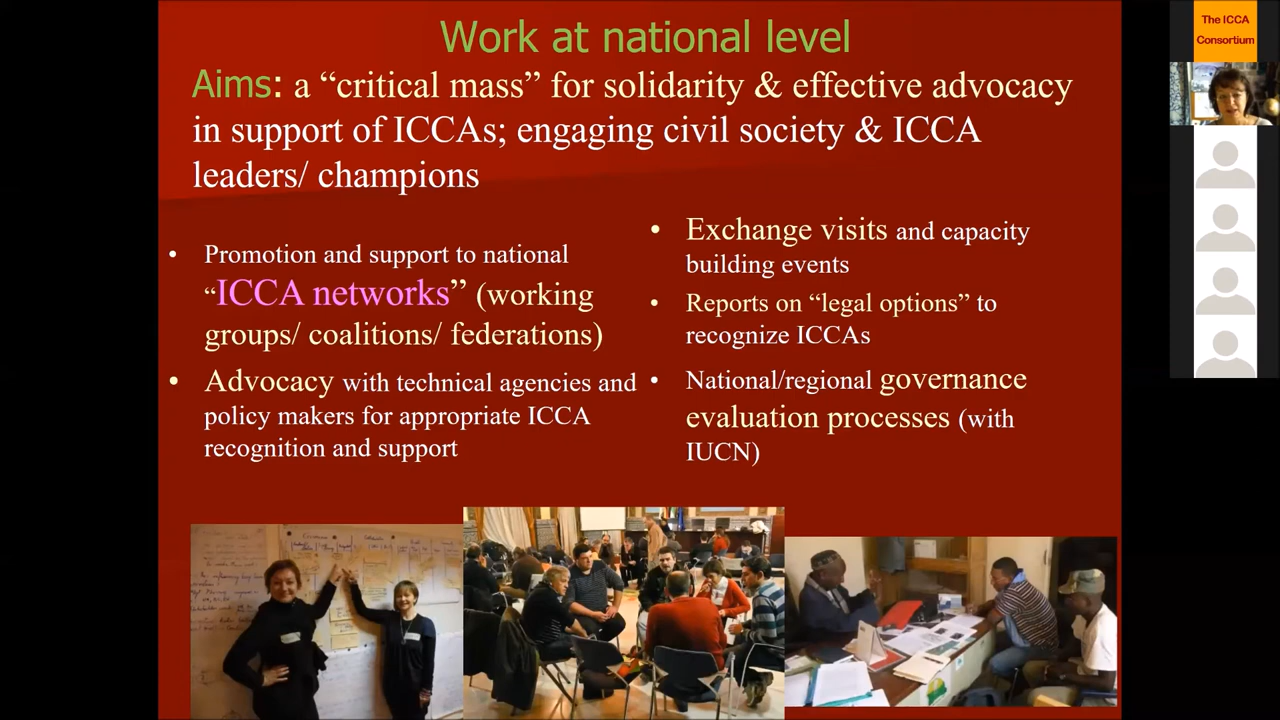 Work at national level
Aims: a “critical mass” for solidarity & effective advocacy
in support of ICCAs; engaging civil society & ICCA
leaders/ champions
• Promotion and support to national
“ICCA networks” (working
groups/ coalitions/ federations)
• Advocacy with technical agencies and
policy makers for appropriate ICCA
recognition and support
• Exchange visits and capacity
building events
• Reports on “legal options” to
recognize ICCAs
• National/regional governance
evaluation processes (with
IUCN)
The ICCA
Consortium